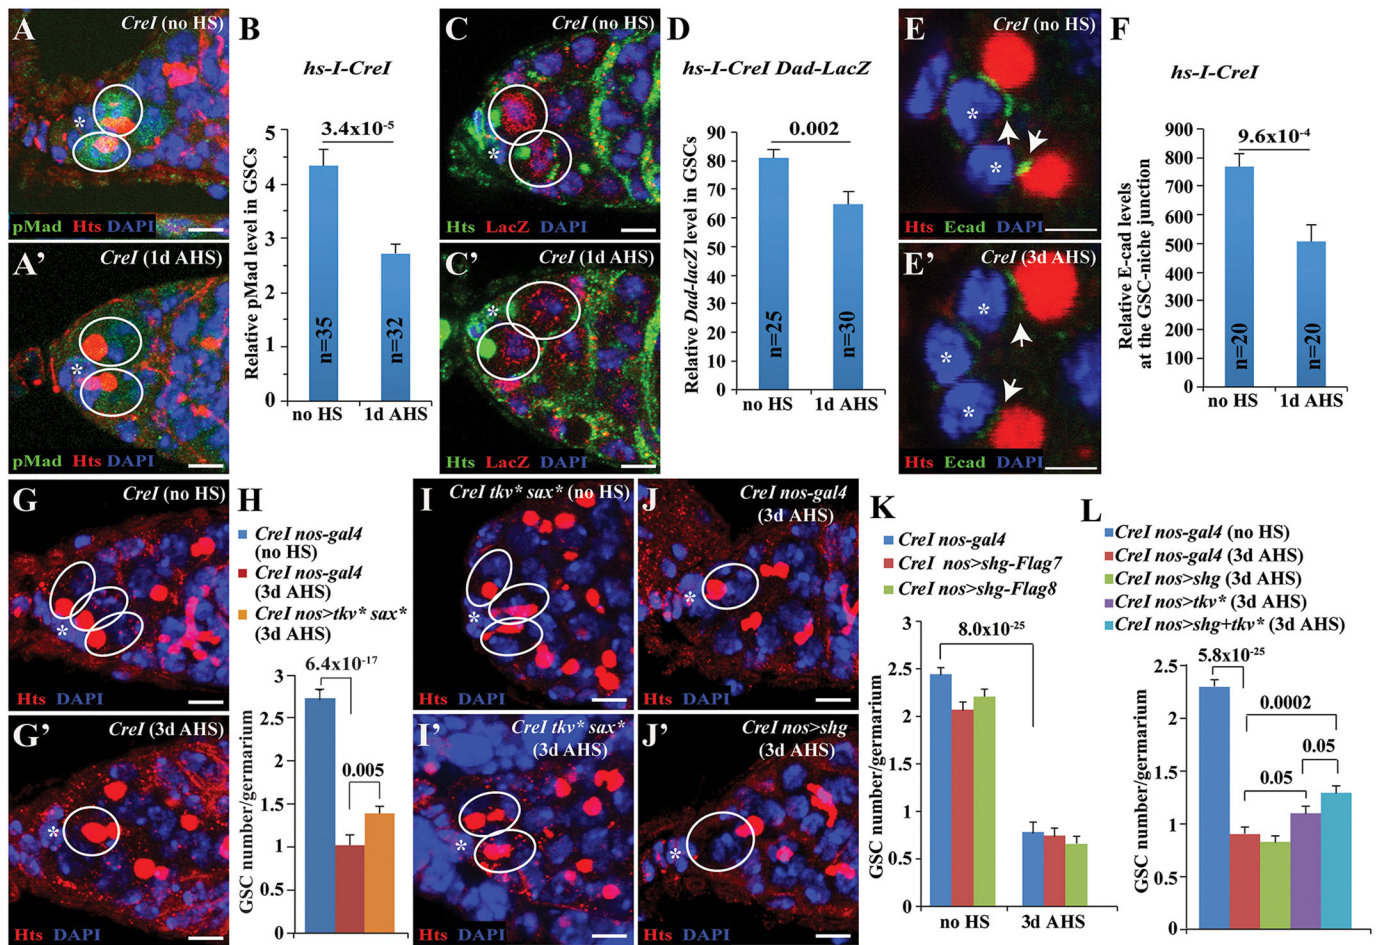 A
CreI (no HS)
pMad Hts DAPI
A'
CreI (1d AHS)
pMad Hts DAPI
B
hs-I-CreI
Relative pMad level in GSCs
5
4
3
2
1
0
3.4x10-5
n=35
n=32
no HS
1d AHS
C
CreI (no HS)
Hts LacZ DAPI
C'
CreI (1d AHS)
Hts LacZ DAPI
D
hs-I-CreI Dad-LacZ
Relative Dad-lacZ level in GSCs
90
80
70
60
50
40
30
20
10
0
0.002
n=25
n=30
no HS
1d AHS
E
CreI (no HS)
*
*
Hts Ecad DAPI
E'
CreI (3d AHS)
*
*
*
Hts Ecad DAPI
F
hs-I-CreI
Relative E-cad levels
at the GSC-niche junction
900
800
700
600
500
400
300
200
100
0
9.6x10-4
n=20
n=20
no HS
1d AHS
G
CreI (no HS)
Hts DAPI
G'
CreI (3d AHS)
Hts DAPI
H
CreI nos-gal4
(no HS)
CreI nos-gal4
(3d AHS)
CreI nos>tkv* sax*
(3d AHS)
6.4x10-17
GSC number/germarium
3
2.5
2
1.5
1
0.5
0
0.005
I
CreI tkv* sax* (no HS)
Hts DAPI
I'
CreI tkv* sax*
(3d AHS)
Hts DAPI
J
CreI nos-gal4
(3d AHS)
Hts DAPI
J'
CreI nos>shg
(3d AHS)
Hts DAPI
K
CreI nos-gal4
CreI nos>shg-Flag7
CreI nos>shg-Flag8
GSC number/germarium
3
2.5
2
1.5
1
0.5
0
8.0x10-25
no HS
3d AHS
L
CreI nos-gal4 (no HS)
CreI nos-gal4 (3d AHS)
CreI nos>shg (3d AHS)
CreI nos>tkv* (3d AHS)
CreI nos>shg+tkv* (3d AHS)
5.8x10-25
GSC number/germarium
2.5
2
1.5
1
0.5
0
0.0002
0.05
0.05